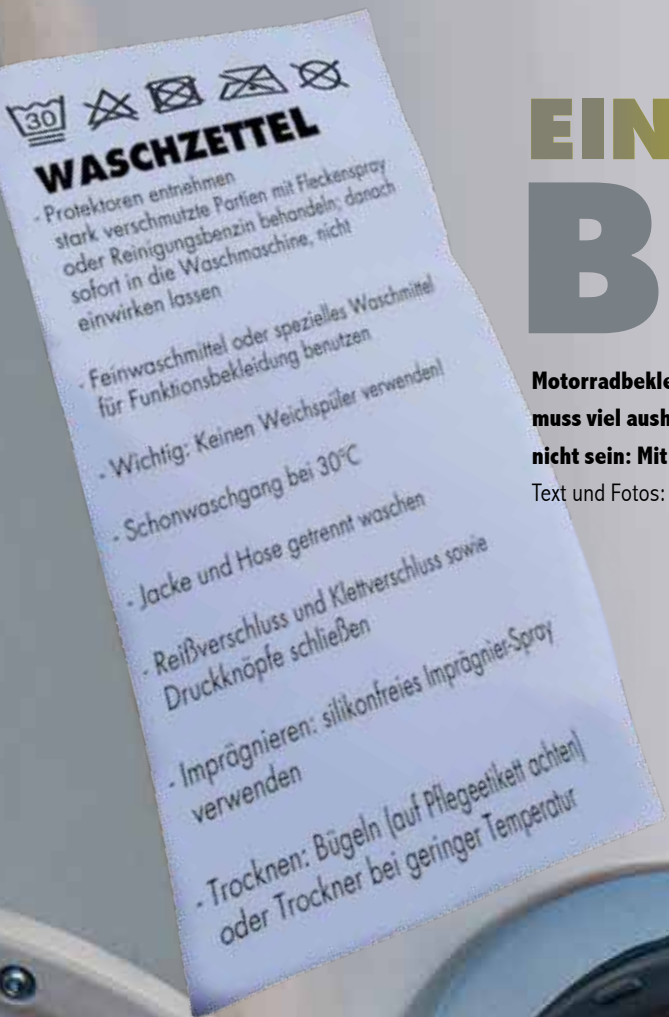 30
WASCHZETTEL
- Protektoren entnehmen
stark verschmutzte Partien mit Fleckenspray
oder Reinigungsbenzin behandeln; danach
sofort in die Waschmaschine, nicht
einwirken lassen
- Feinwaschmittel oder spezielles Waschmittel
für Funktionsbekleidung benutzen
- Wichtig: Keinen Weichspüler verwenden!
- Schonwaschgang bei 30°C
- Jacke und Hose getrennt waschen
- Reißverschluss und Klettverschluss sowie
Druckknöpfe schließen
- Imprägnieren: silikonfreies Imprägnier-Spray
verwenden
- Trocknen: Bügeln (auf Pflegeetikett achten)
oder Trockner bei geringer Temperatur
EIN
B
Motorradbekle
muss viel aush
nicht sein: Mit
Text und Fotos: